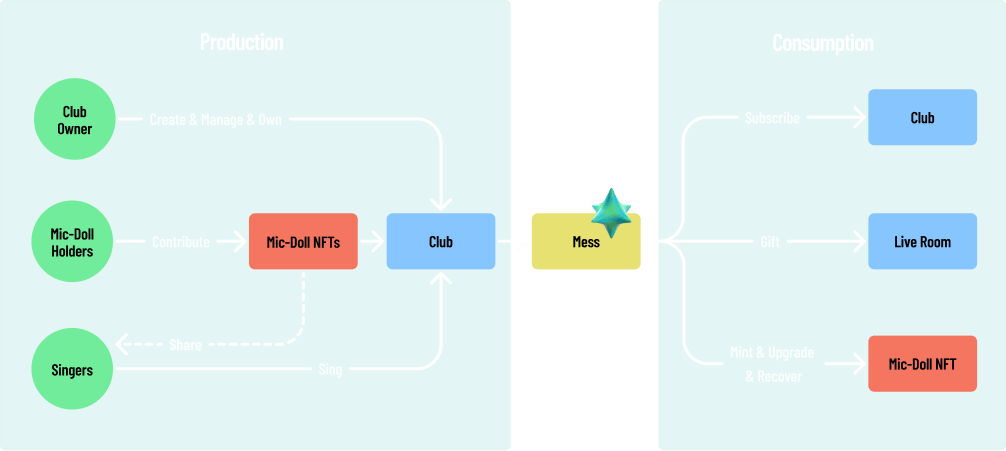 Production
Consumption
Club
Owner
Create & Manage & Own
Subscribe
Club
Mic-Doll
Holders
Contribute
Mic-Doll NFTs
Club
Mess
Gift
Live Room
Share
Singers
Sing
Mint & Upgrade
& Recover
Mic-Doll NFT